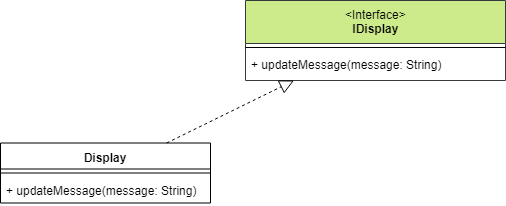 <Interface>
IDisplay
+ updateMessage(message: String)
Display
+ updateMessage(message: String)